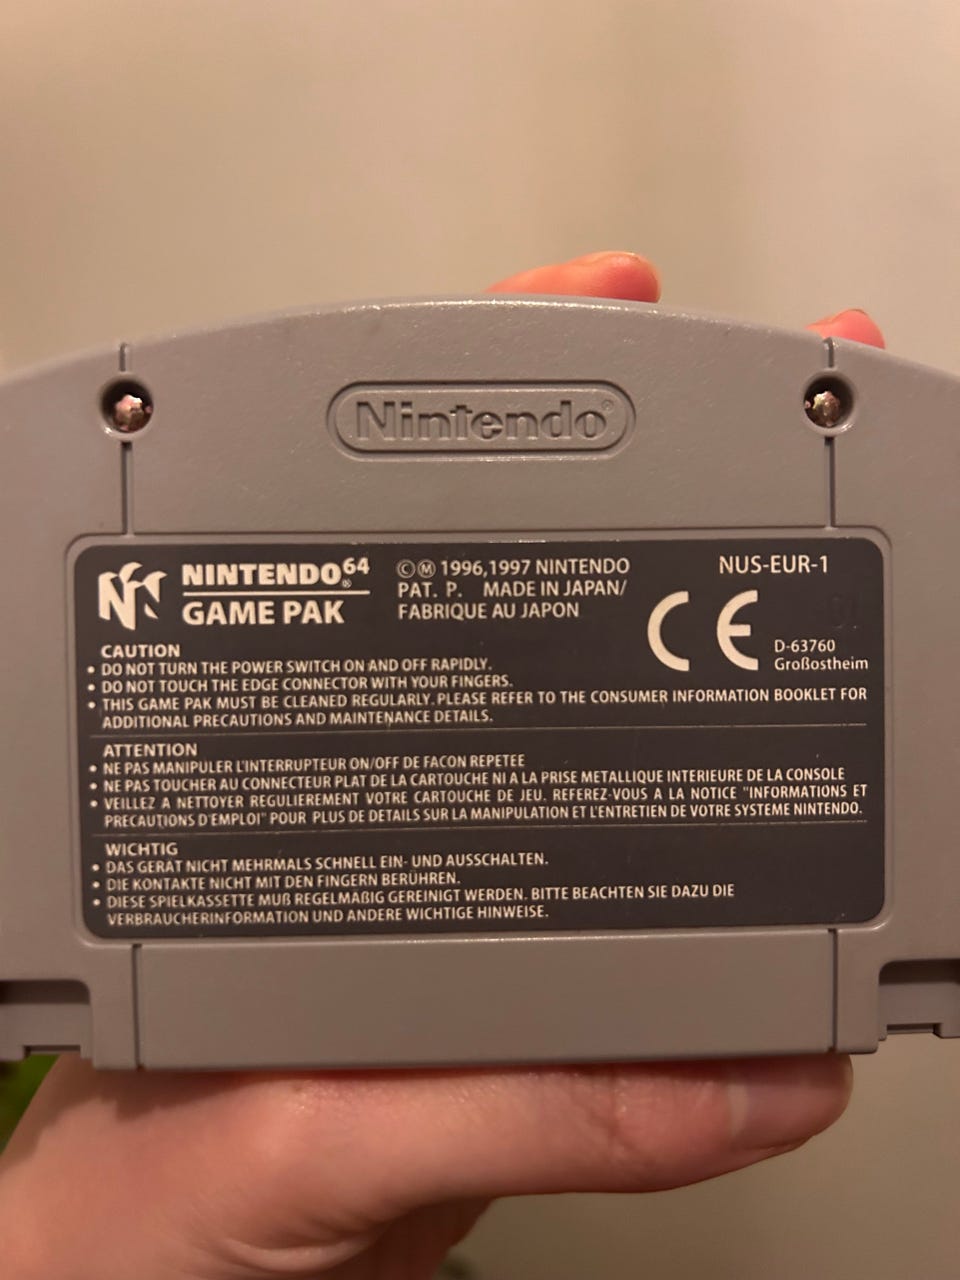 Nintendo®
NINTENDO64®
GAME PAK
ⒸⓂ 1996,1997 NINTENDO
PAT. P. MADE IN JAPAN/
FABRIQUE AU JAPON
NUS-EUR-1
CE
D-63760
Großostheim
CAUTION
• DO NOT TURN THE POWER SWITCH ON AND OFF RAPIDLY.
• DO NOT TOUCH THE EDGE CONNECTOR WITH YOUR FINGERS.
• THIS GAME PAK MUST BE CLEANED REGULARLY. PLEASE REFER TO THE CONSUMER INFORMATION BOOKLET FOR
ADDITIONAL PRECAUTIONS AND MAINTENANCE DETAILS.
ATTENTION
• NE PAS MANIPULER L'INTERRUPTEUR ON/OFF DE FACON REPETEE
• NE PAS TOUCHER AU CONNECTEUR PLAT DE LA CARTOUCHE NI A LA PRISE METALLIQUE INTERIEURE DE LA CONSOLE
• VEILLEZ A NETTOYER REGULIEREMENT VOTRE CARTOUCHE DE JEU. REFEREZ-VOUS A LA NOTICE "INFORMATIONS ET
PRECAUTIONS D'EMPLOI" POUR PLUS DE DETAILS SUR LA MANIPULATION ET L'ENTRETIEN DE VOTRE SYSTEME NINTENDO.
WICHTIG
• DAS GERÄT NICHT MEHRMALS SCHNELL EIN- UND AUSSCHALTEN.
• DIE KONTAKTE NICHT MIT DEN FINGERN BERÜHREN.
• DIESE SPIELKASSETTE MUß REGELMÄßIG GEREINIGT WERDEN. BITTE BEACHTEN SIE DAZU DIE
VERBRAUCHERINFORMATION UND ANDERE WICHTIGE HINWEISE.